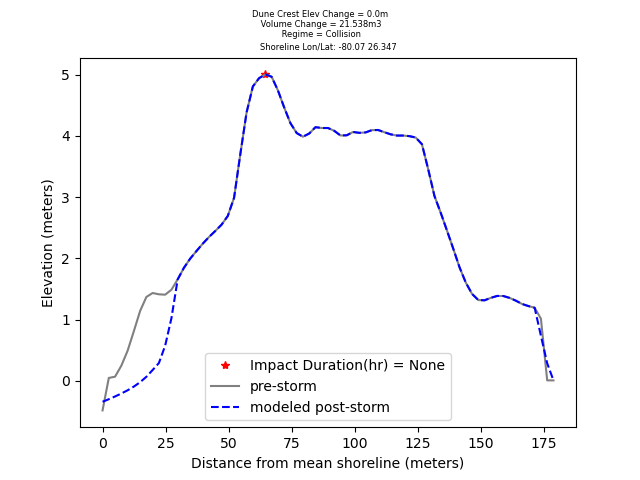 Dune Crest Elev Change = 0.0m
Volume Change = 21.538m3
Regime = Collision
Shoreline Lon/Lat: -80.07 26.347
Elevation (meters)
5
4
3
2
1
0
Impact Duration(hr) = None
pre-storm
modeled post-storm
0 25 50 75 100 125 150 175
Distance from mean shoreline (meters)